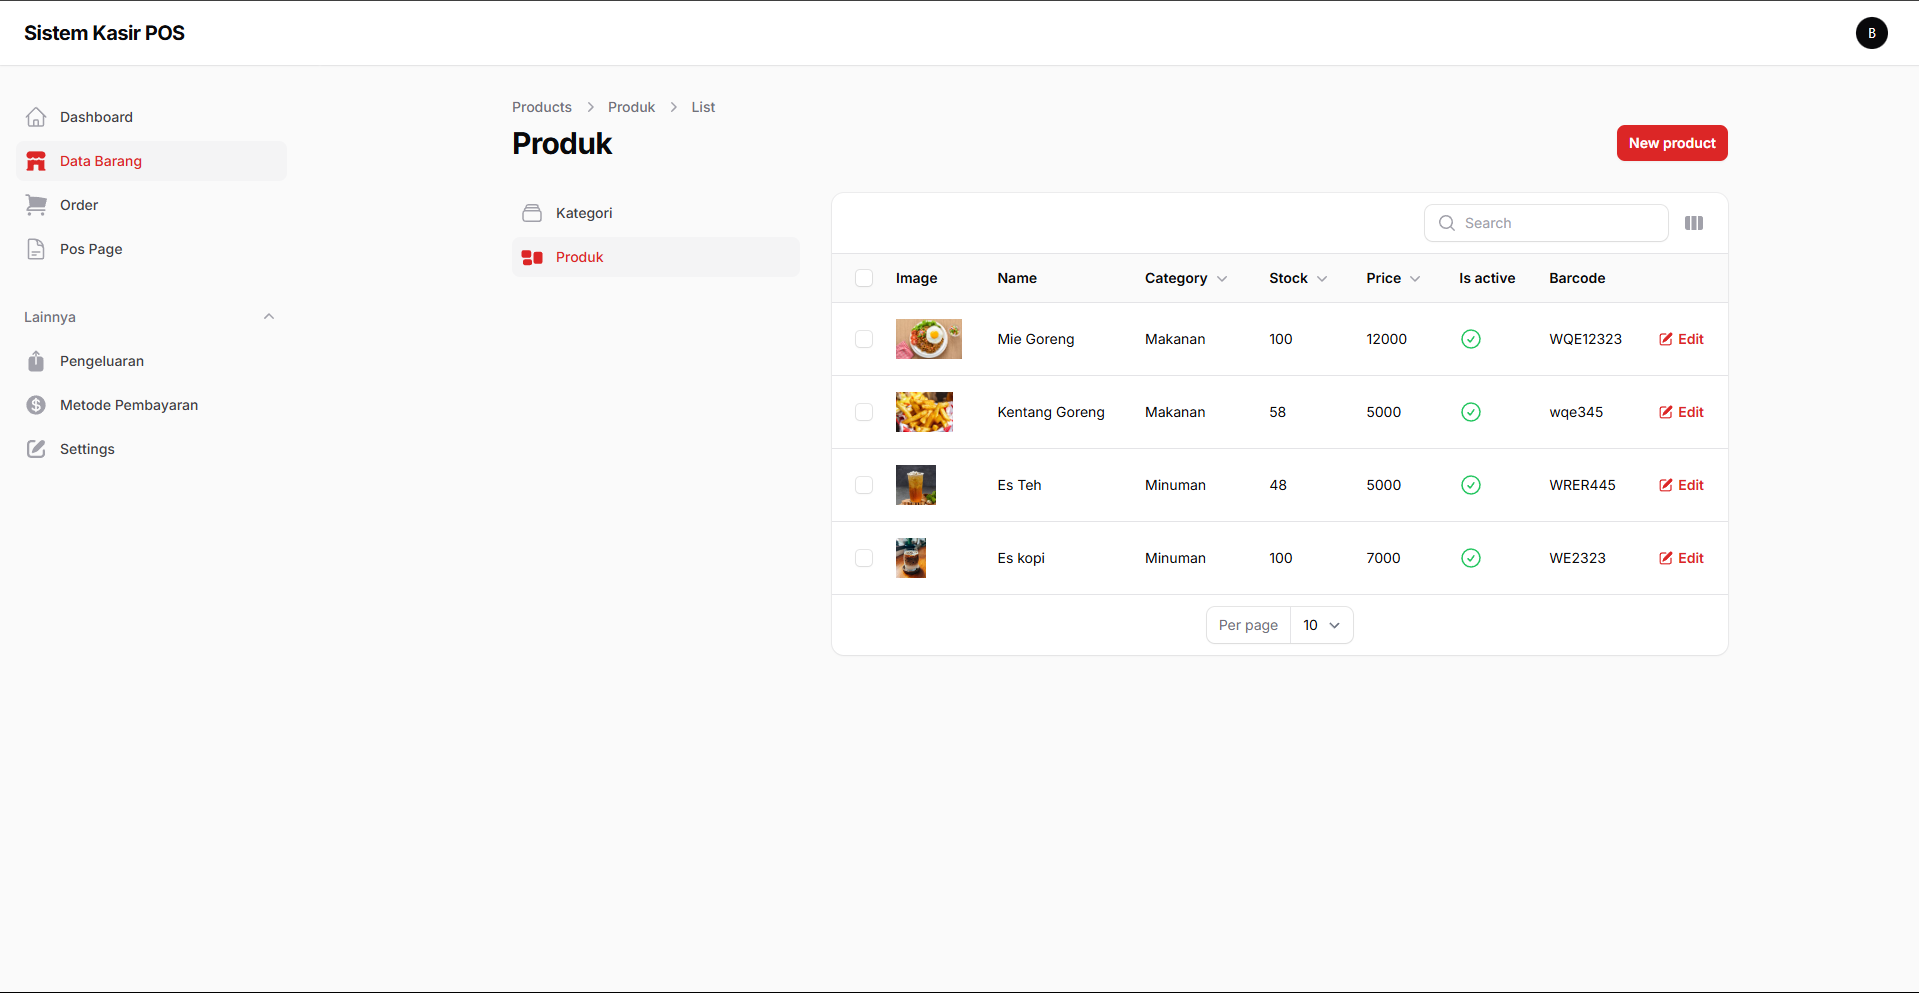 Sistem Kasir POS
B
Dashboard
Data Barang
Order
Pos Page
Lainnya
Pengeluaran
Metode Pembayaran
Settings
Products > Produk > List
Produk
New product
Kategori
Produk
Search
Image Name Category Stock Price Is active Barcode
Mie Goreng Makanan 100 12000 WQE12323 Edit
Kentang Goreng Makanan 58 5000 wqe345 Edit
Es Teh Minuman 48 5000 WRER445 Edit
Es kopi Minuman 100 7000 WE2323 Edit
Per page 10